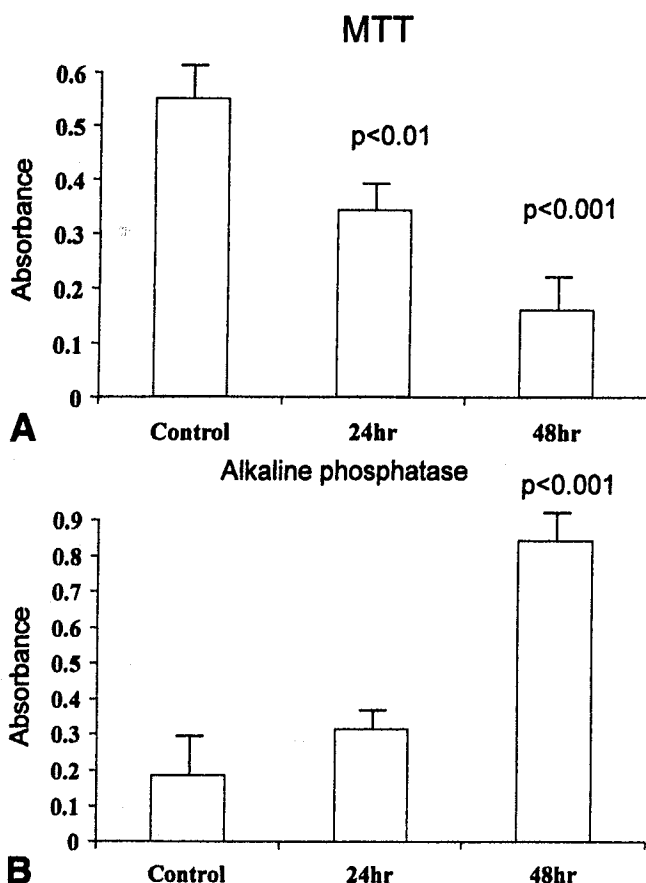 MTT
0.6
0.5
0.4
0.3
0.2
0.1
0
Absorbance
p<0.01
p<0.001
A
Control 24hr 48hr
Alkaline phosphatase
p<0.001
0.9
0.8
0.7
0.6
0.5
0.4
0.3
0.2
0.1
0
Absorbance
B
Control 24hr 48hr